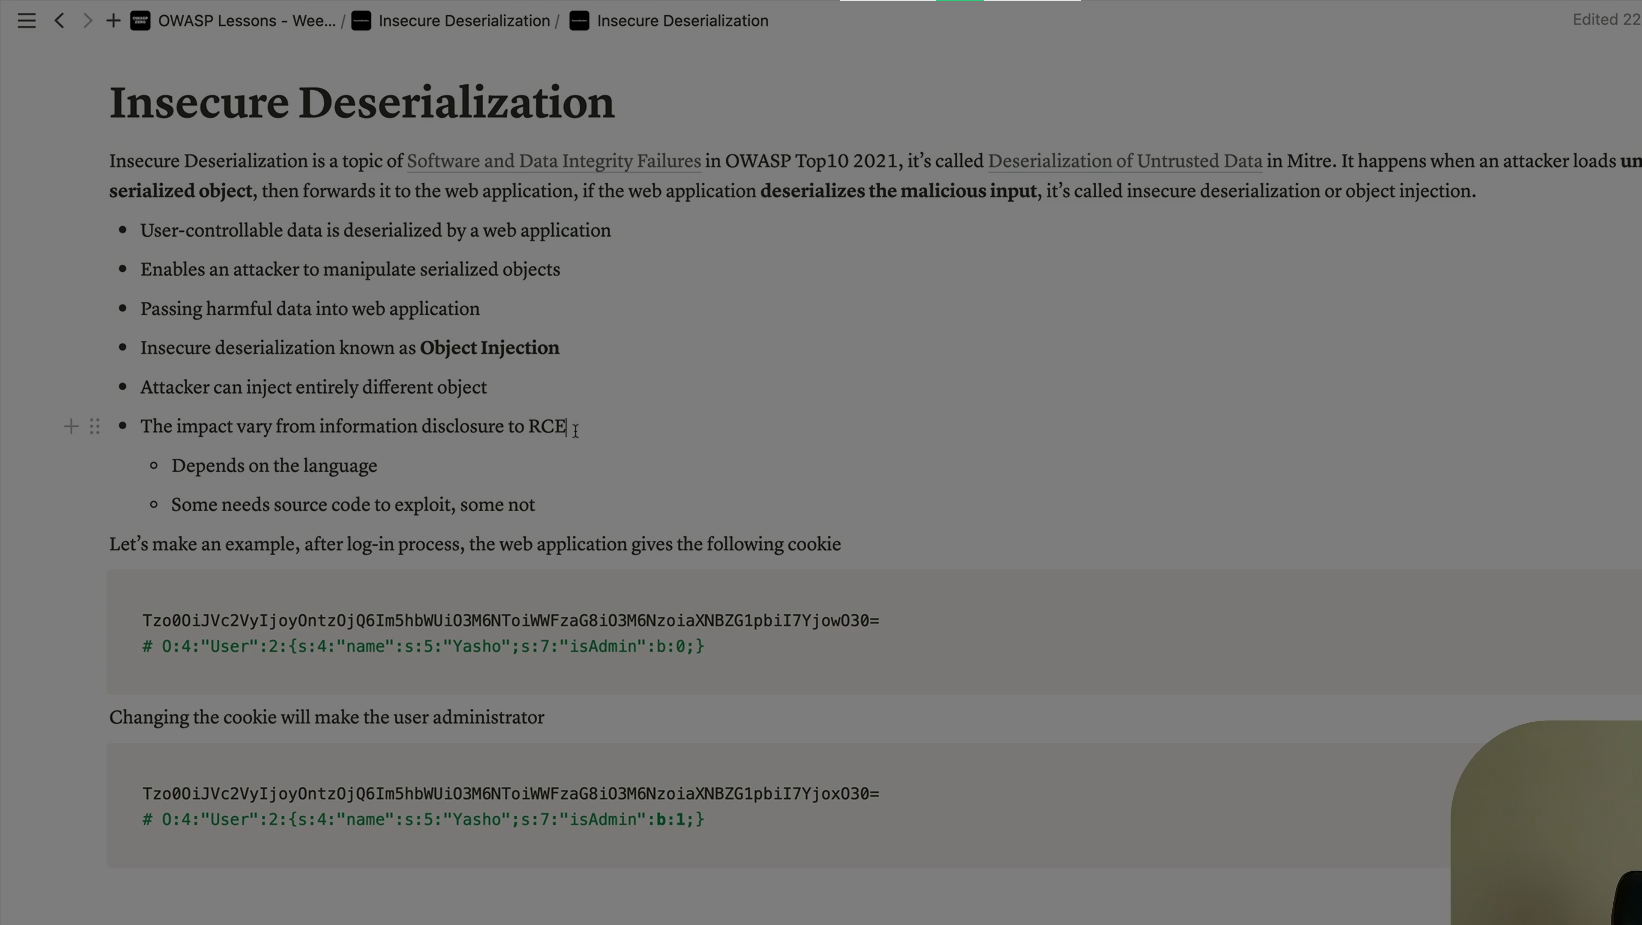 OWASP Lessons - Wee... / Insecure Deserialization / Insecure Deserialization
Edited 22
Insecure Deserialization
Insecure Deserialization is a topic of Software and Data Integrity Failures in OWASP Top10 2021, it's called Deserialization of Untrusted Data in Mitre. It happens when an attacker loads un
serialized object, then forwards it to the web application, if the web application deserializes the malicious input, it's called insecure deserialization or object injection.
• User-controllable data is deserialized by a web application
• Enables an attacker to manipulate serialized objects
• Passing harmful data into web application
• Insecure deserialization known as Object Injection
• Attacker can inject entirely different object
• The impact vary from information disclosure to RCE
◦ Depends on the language
◦ Some needs source code to exploit, some not
Let's make an example, after log-in process, the web application gives the following cookie
Tzo0OiJVc2VyIjoyOntzOjQ6Im5hbWUiO3M6NToiWWFzaG8iO3M6NzoiaXNBZG1pbiI7YjowO30=
# O:4:"User":2:{s:4:"name":s:5:"Yasho";s:7:"isAdmin":b:0;}
Changing the cookie will make the user administrator
Tzo0OiJVc2VyIjoyOntzOjQ6Im5hbWUiO3M6NToiWWFzaG8iO3M6NzoiaXNBZG1pbiI7YjoxO30=
# O:4:"User":2:{s:4:"name":s:5:"Yasho";s:7:"isAdmin":b:1;}